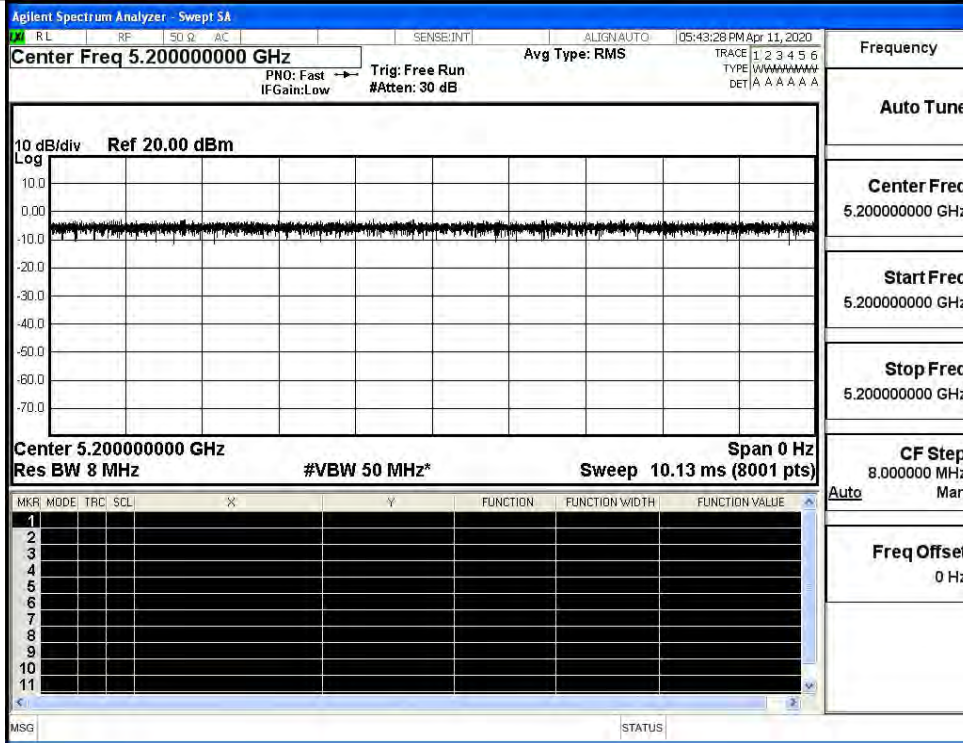 Agilent Spectrum Analyzer - Swept SA
RL RF 50 Ω AC SENSE:INT ALIGNAUTO 05:43:28 PM Apr 11, 2020
Center Freq 5.200000000 GHz
PNO: Fast
IFGain:Low
Trig: Free Run
#Atten: 30 dB
Avg Type: RMS
TRACE 1 2 3 4 5 6
TYPE WWWWWW
DET A A A A A A
10 dB/div Ref 20.00 dBm
Log
10.0
0.00
-10.0
-20.0
-30.0
-40.0
-50.0
-60.0
-70.0
Center 5.200000000 GHz Span 0 Hz
Res BW 8 MHz #VBW 50 MHz* Sweep 10.13 ms (8001 pts)
MKR MODE TRC SCL X Y FUNCTION FUNCTION WIDTH FUNCTION VALUE
1
2
3
4
5
6
7
8
9
10
11
MSG STATUS
Frequency
Auto Tune
Center Freq
5.200000000 GHz
Start Freq
5.200000000 GHz
Stop Freq
5.200000000 GHz
CF Step
8.000000 MHz
Auto Man
Freq Offset
0 Hz